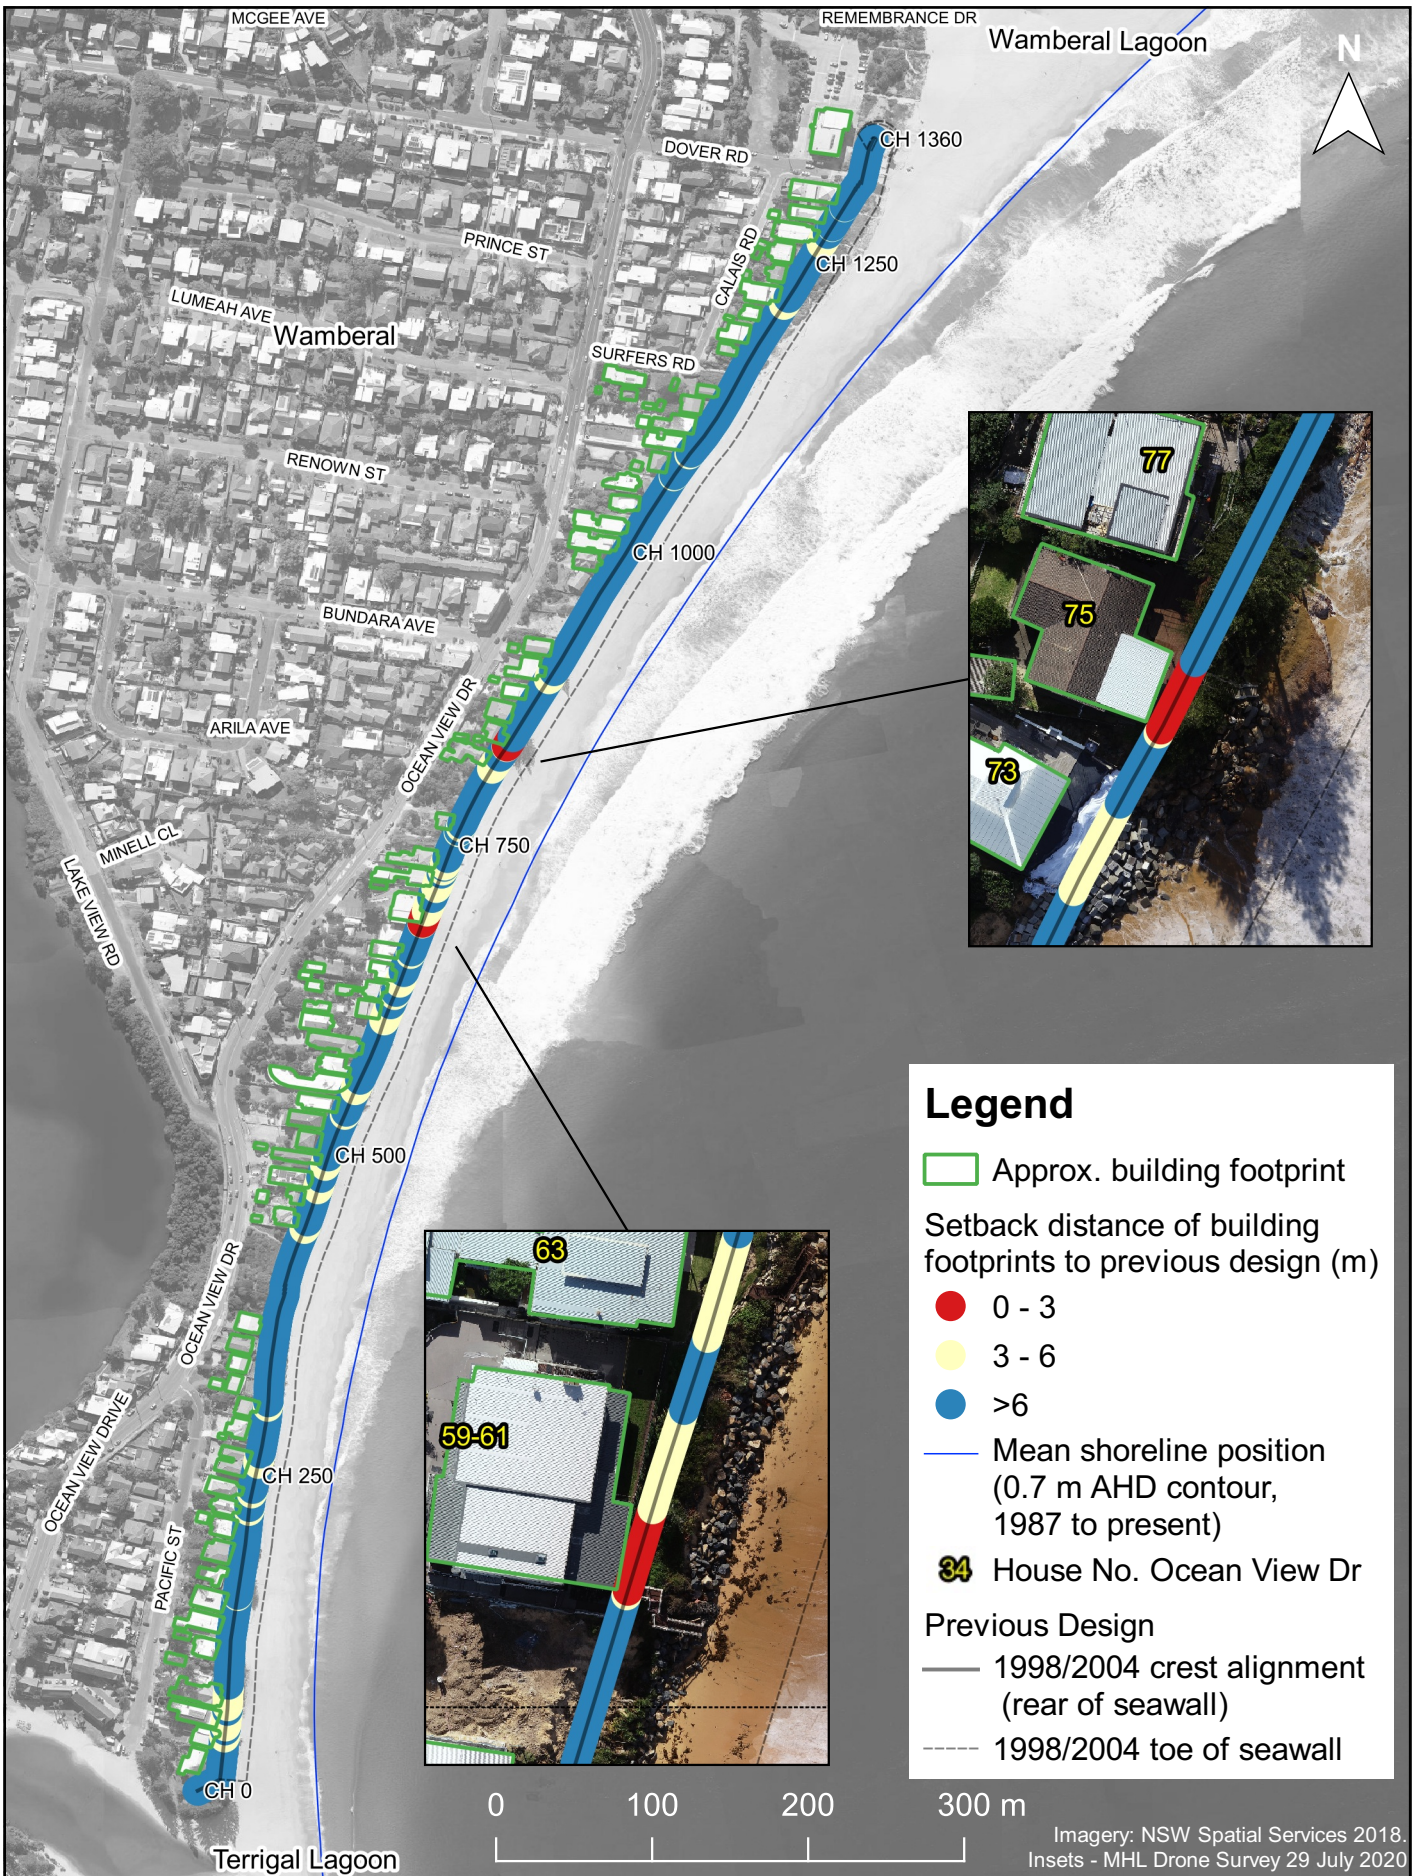 MCGEE AVE
REMEMBRANCE DR
Wamberal Lagoon
N
CH 1360
DOVER RD
PRINCE ST
CALAIS RD
CH 1250
LUMEAH AVE
Wamberal
SURFERS RD
RENOWN ST
77
CH 1000
75
BUNDARA AVE
OCEAN VIEW DR
ARILA AVE
73
MINELL CL
CH 750
LAKE VIEW RD
CH 500
OCEAN VIEW DR
63
59-61
OCEAN VIEW DRIVE
CH 250
PACIFIC ST
CH 0
Terrigal Lagoon
Legend
Approx. building footprint
Setback distance of building
footprints to previous design (m)
0 - 3
3 - 6
>6
Mean shoreline position
(0.7 m AHD contour,
1987 to present)
34 House No. Ocean View Dr
Previous Design
1998/2004 crest alignment
(rear of seawall)
1998/2004 toe of seawall
0 100 200 300 m
Imagery: NSW Spatial Services 2018.
Insets - MHL Drone Survey 29 July 2020